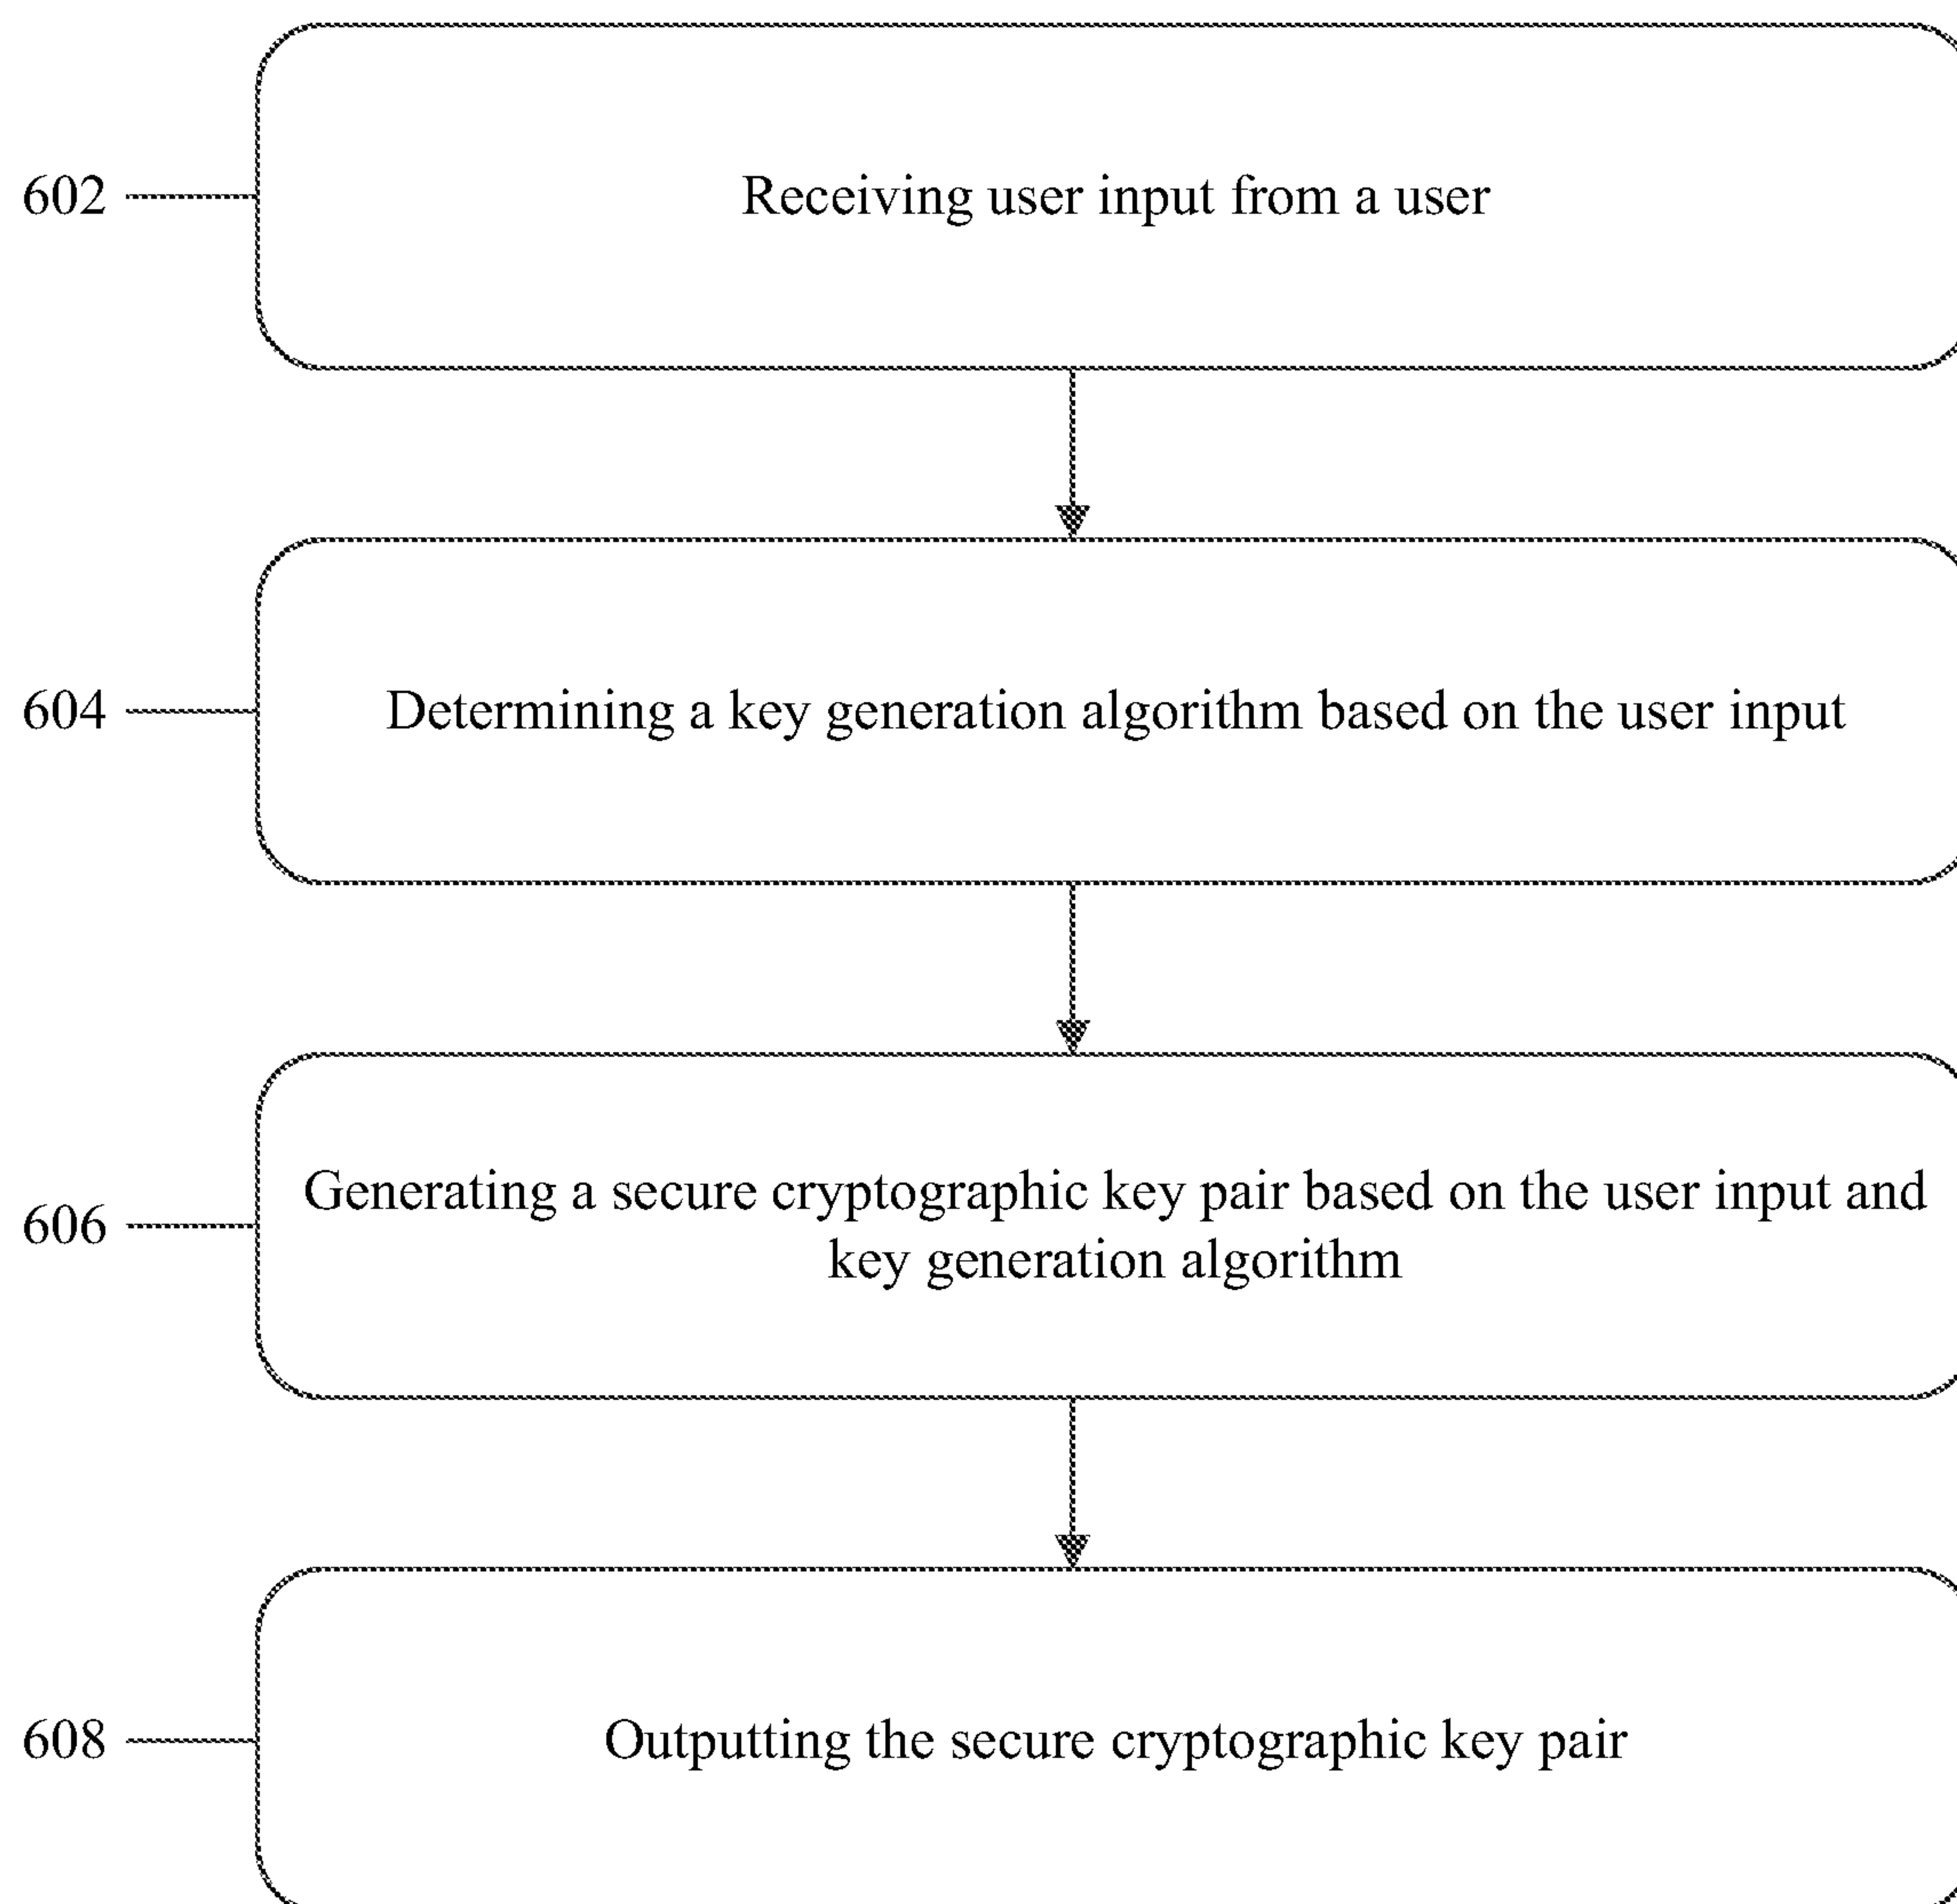 602
Receiving user input from a user
604
Determining a key generation algorithm based on the user input
606
Generating a secure cryptographic key pair based on the user input and
key generation algorithm
608
Outputting the secure cryptographic key pair